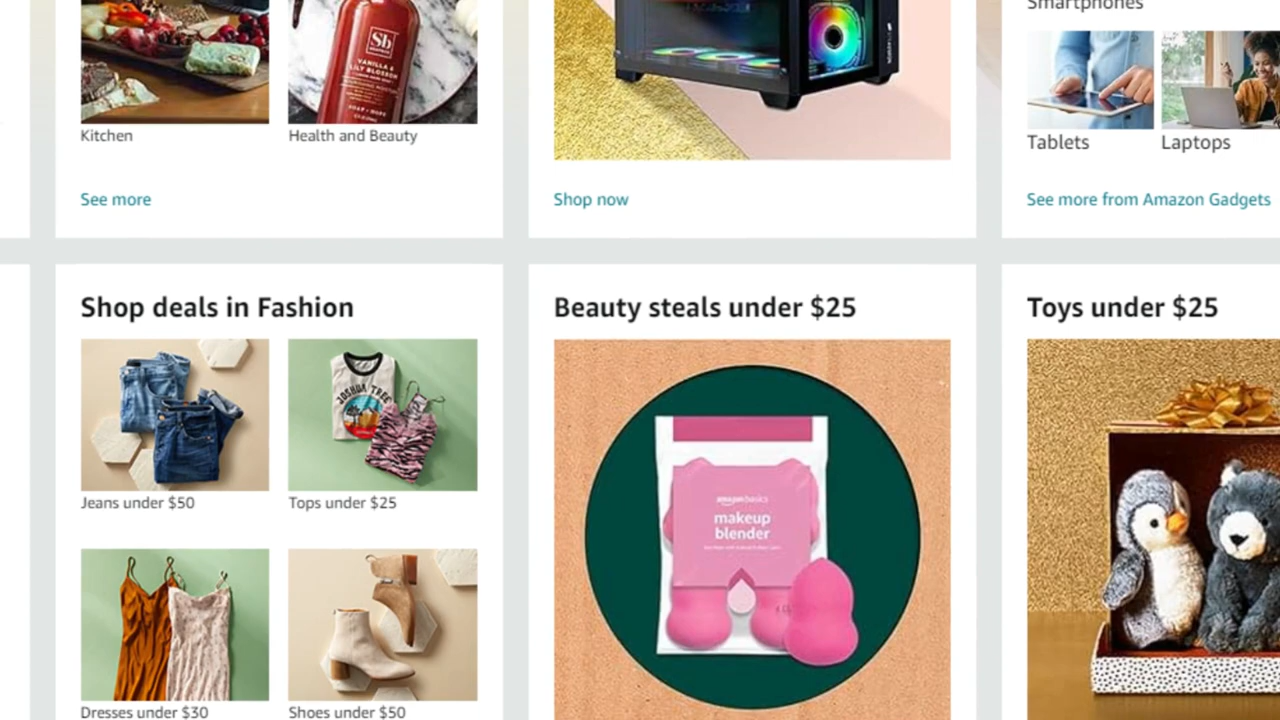 Smartphones
Sb
VANILLA &
LILY BLOSSOM
Kitchen
Health and Beauty
Tablets
Laptops
See more
Shop now
See more from Amazon Gadgets
Shop deals in Fashion
Beauty steals under $25
Toys under $25
JOSHUA TREE
Jeans under $50
Tops under $25
amazonbasics
makeup
blender
Dresses under $30
Shoes under $50